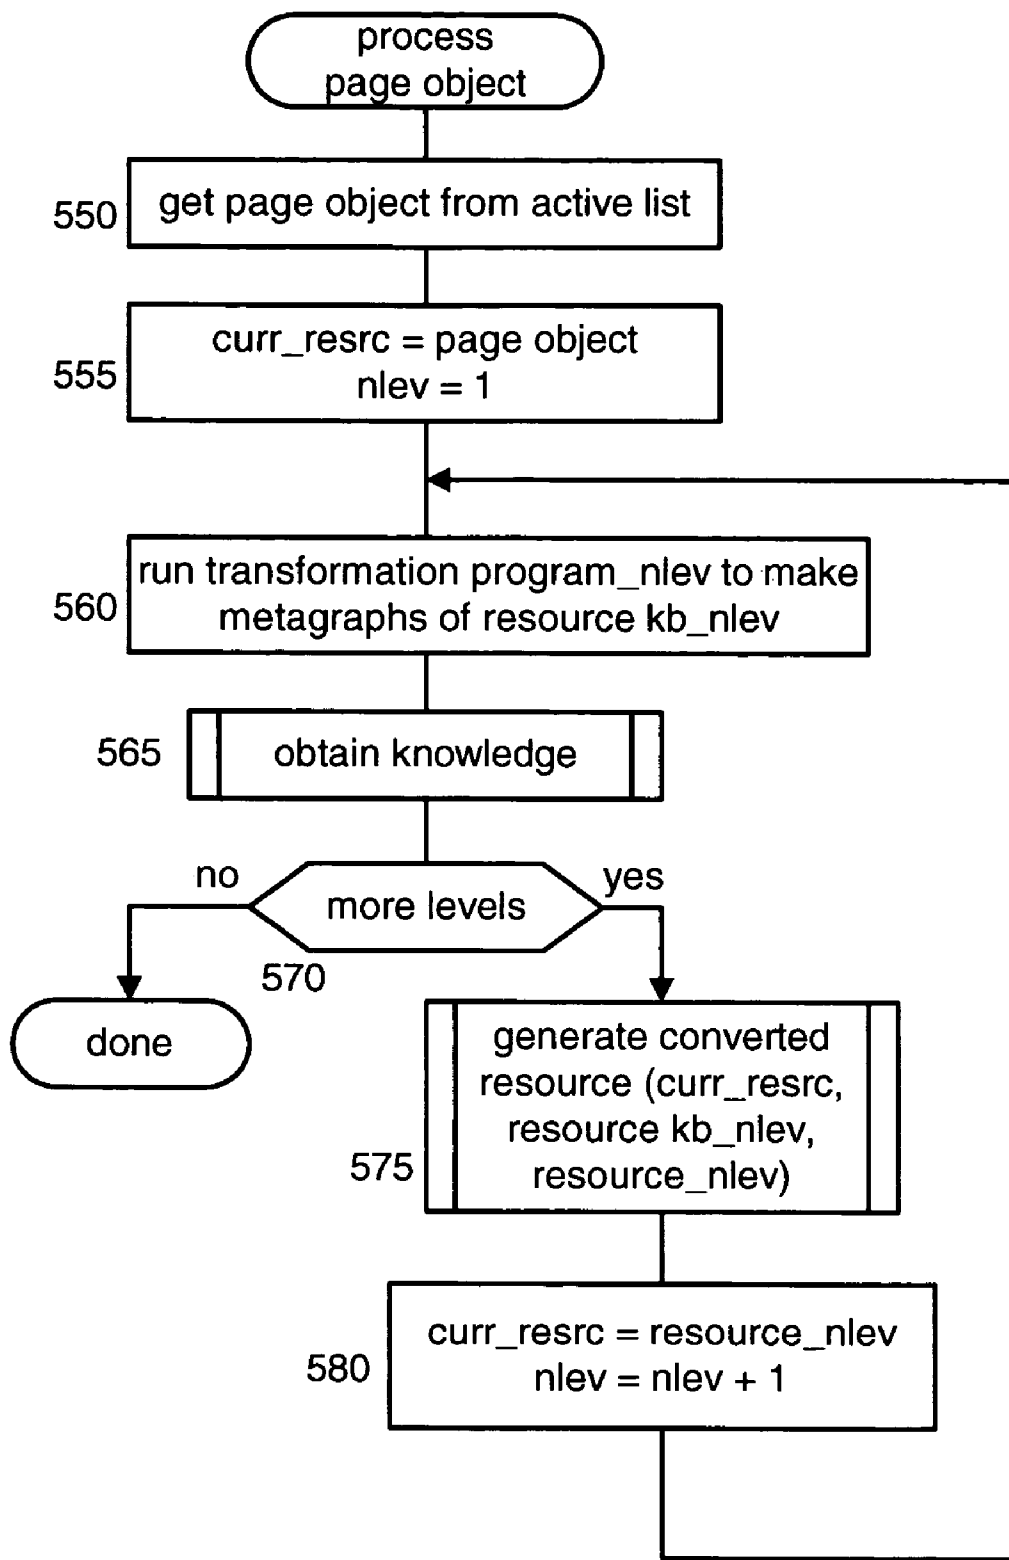 process
page object
550
get page object from active list
555
curr_resrc = page object
nlev = 1
560
run transformation program_nlev to make
metagraphs of resource kb_nlev
565
obtain knowledge
no
more levels
yes
570
done
575
generate converted
resource (curr_resrc,
resource kb_nlev,
resource_nlev)
580
curr_resrc = resource_nlev
nlev = nlev + 1